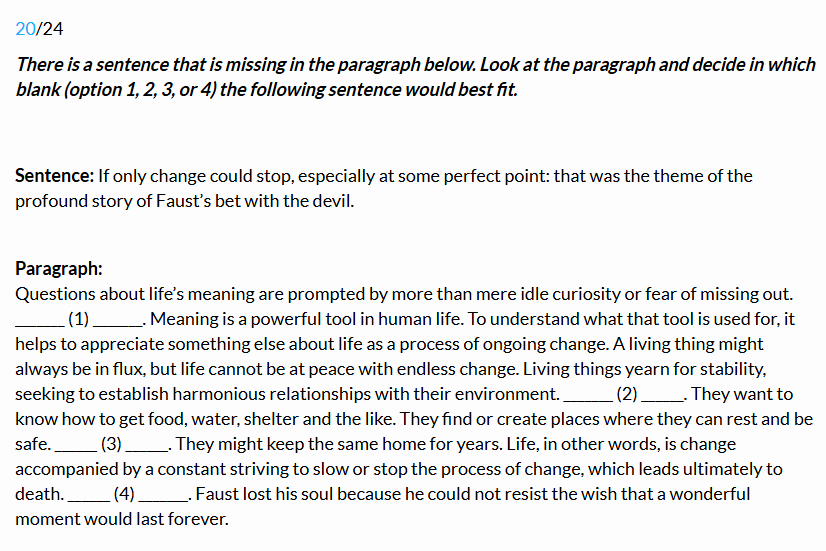 20/24
There is a sentence that is missing in the paragraph below. Look at the paragraph and decide in which
blank (option 1, 2, 3, or 4) the following sentence would best fit.
Sentence: If only change could stop, especially at some perfect point: that was the theme of the
profound story of Faust’s bet with the devil.
Paragraph:
Questions about life’s meaning are prompted by more than mere idle curiosity or fear of missing out.
______ (1) ______. Meaning is a powerful tool in human life. To understand what that tool is used for, it
helps to appreciate something else about life as a process of ongoing change. A living thing might
always be in flux, but life cannot be at peace with endless change. Living things yearn for stability,
seeking to establish harmonious relationships with their environment. ______ (2) _____. They want to
know how to get food, water, shelter and the like. They find or create places where they can rest and be
safe. _____ (3) _____. They might keep the same home for years. Life, in other words, is change
accompanied by a constant striving to slow or stop the process of change, which leads ultimately to
death. _____ (4) ______. Faust lost his soul because he could not resist the wish that a wonderful
moment would last forever.